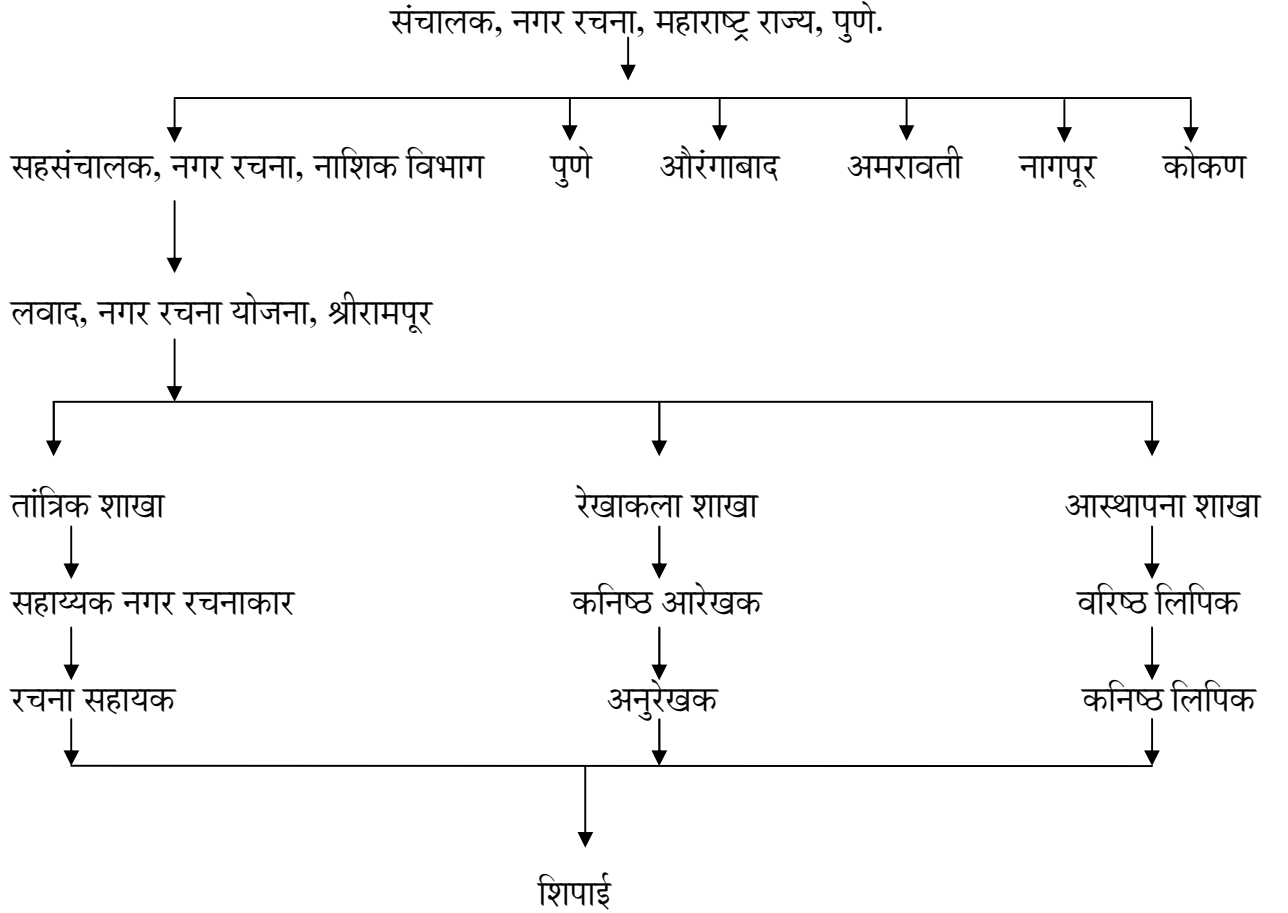 संचालक, नगर रचना, महाराष्ट्र राज्य, पुणे.
सहसंचालक, नगर रचना, नाशिक विभाग पुणे औरंगाबाद अमरावती नागपूर कोकण
लवाद, नगर रचना योजना, श्रीरामपूर
तांत्रिक शाखा रेखाकला शाखा आस्थापना शाखा
सहाय्यक नगर रचनाकार कनिष्ठ आरेखक वरिष्ठ लिपिक
रचना सहायक अनुरेखक कनिष्ठ लिपिक
शिपाई